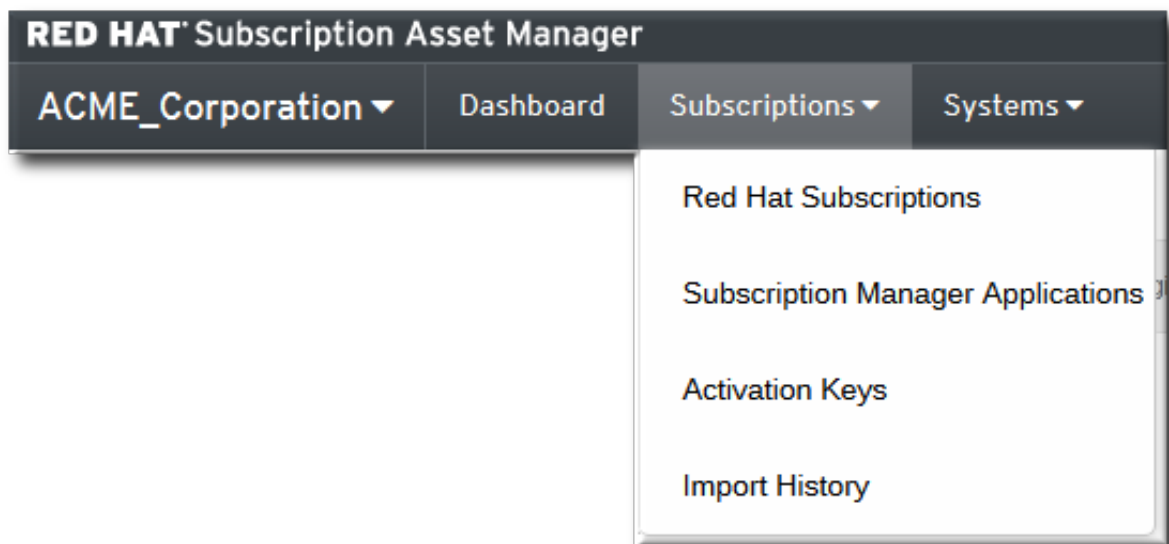 RED HAT Subscription Asset Manager
ACME_Corporation Dashboard Subscriptions Systems
Red Hat Subscriptions
Subscription Manager Applications
Activation Keys
Import History